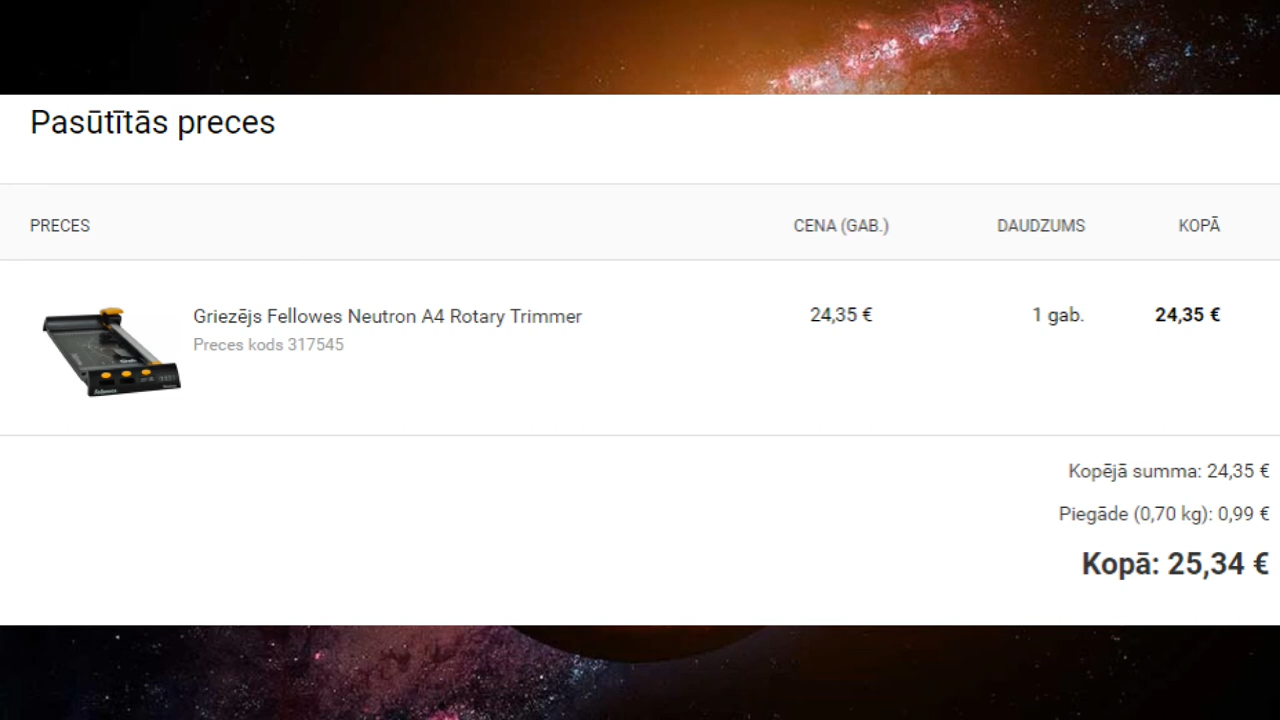 Pasūtītās preces
PRECES CENA (GAB.) DAUDZUMS KOPĀ
Griezējs Fellowes Neutron A4 Rotary Trimmer 24,35 € 1 gab. 24,35 €
Preces kods 317545
Fellowes
Kopējā summa: 24,35 €
Piegāde (0,70 kg): 0,99 €
Kopā: 25,34 €